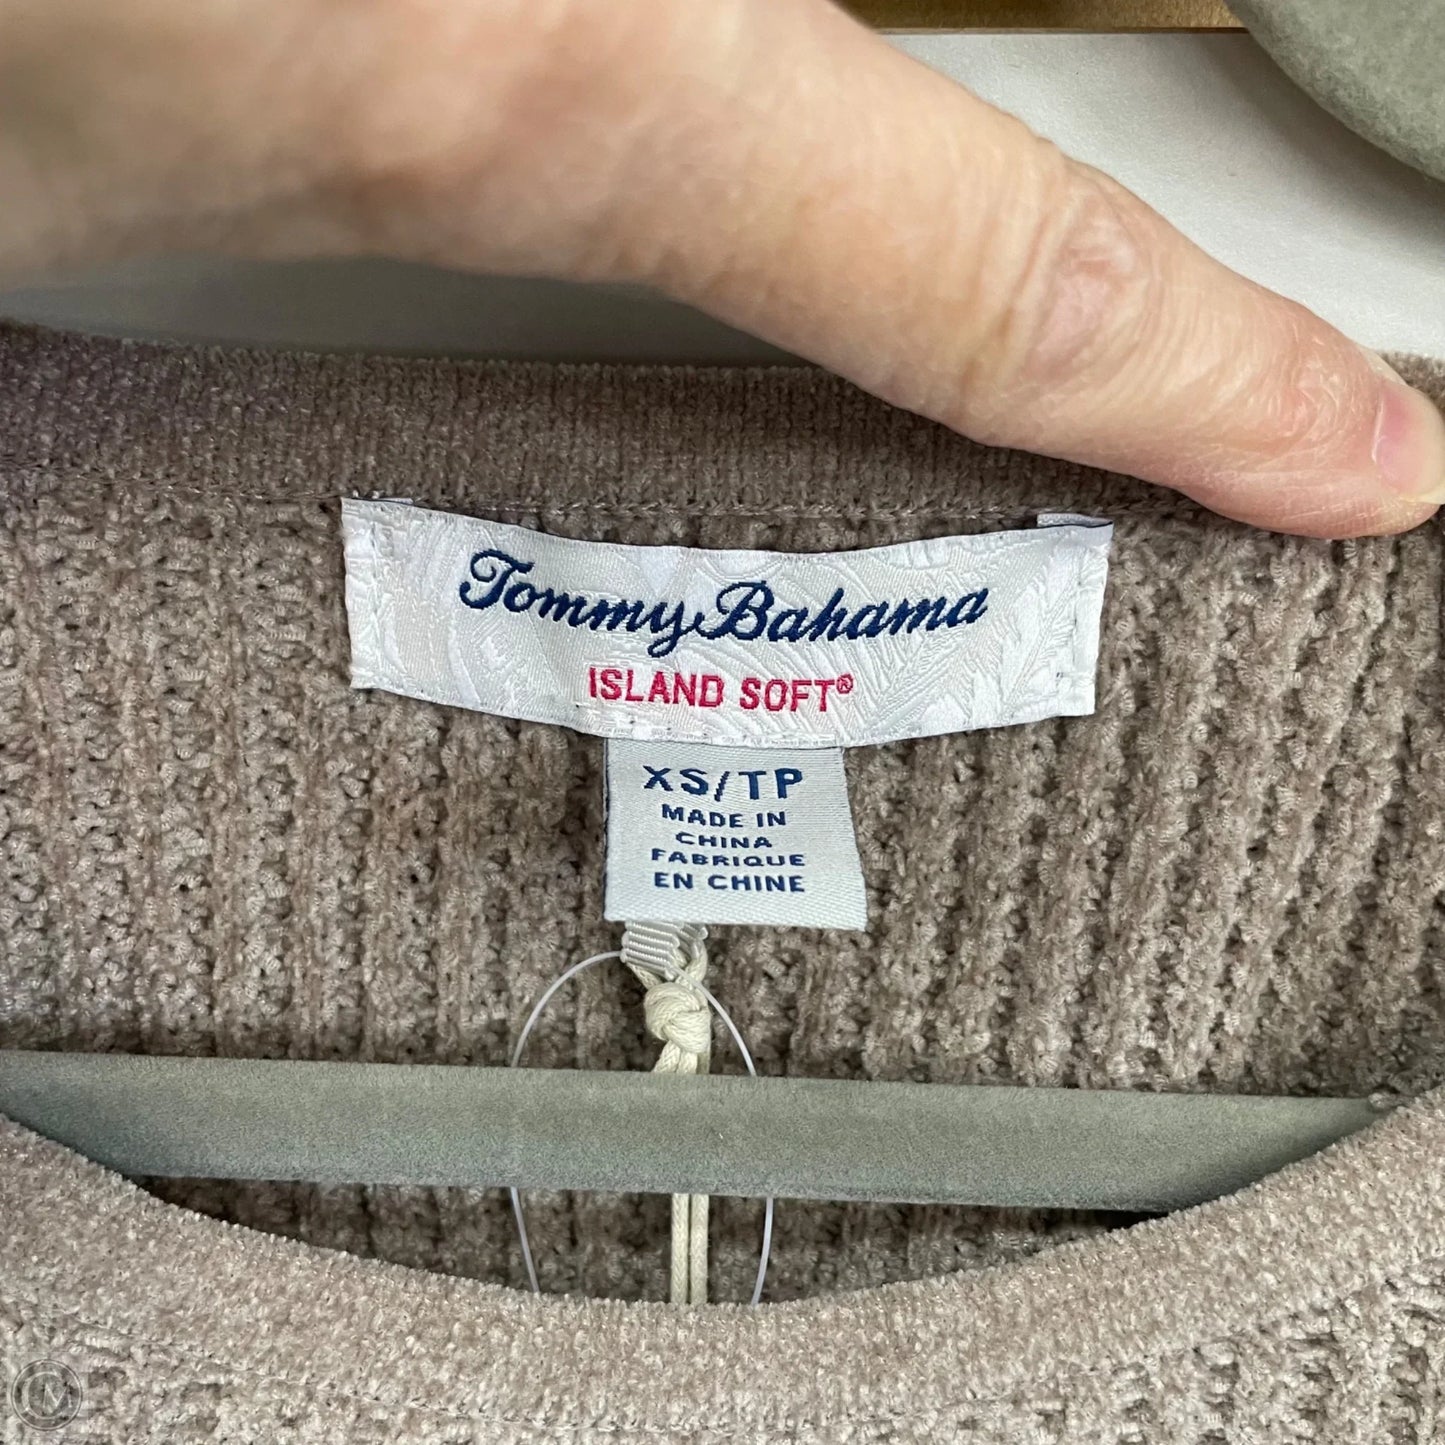 Tommy Bahama
ISLAND SOFT®
XS/TP
MADE IN
CHINA
FABRIQUE
EN CHINE